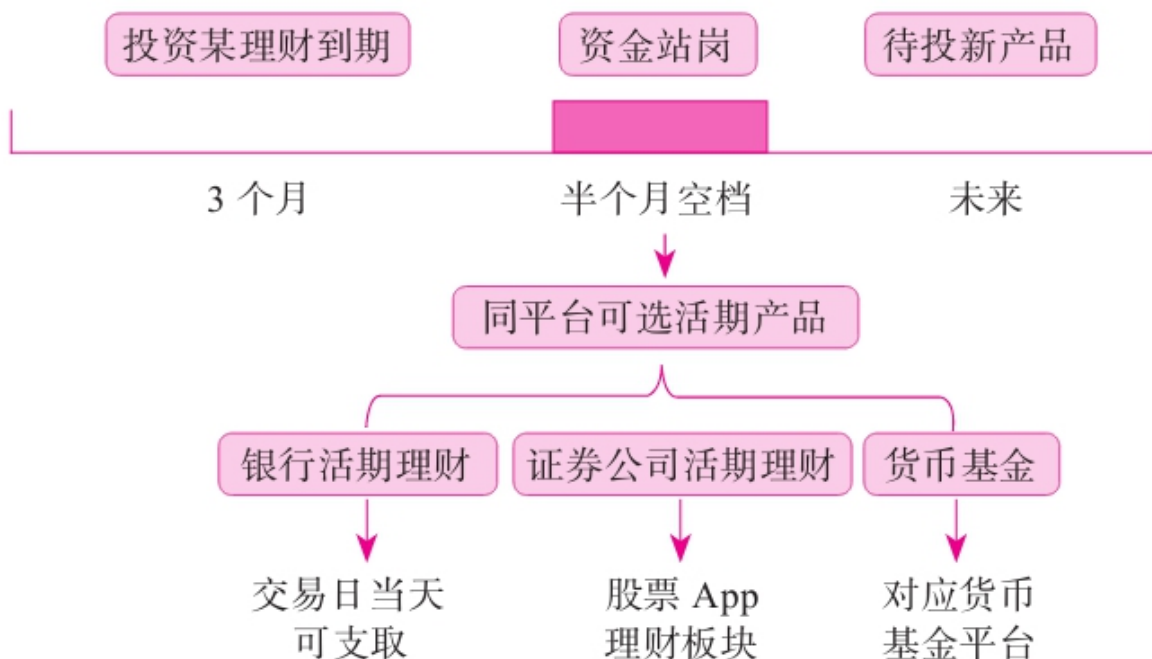 投资某理财到期 资金站岗 待投新产品
3 个月 半个月空档 未来
同平台可选活期产品
银行活期理财 证券公司活期理财 货币基金
交易日当天 股票 App 对应货币
可支取 理财板块 基金平台